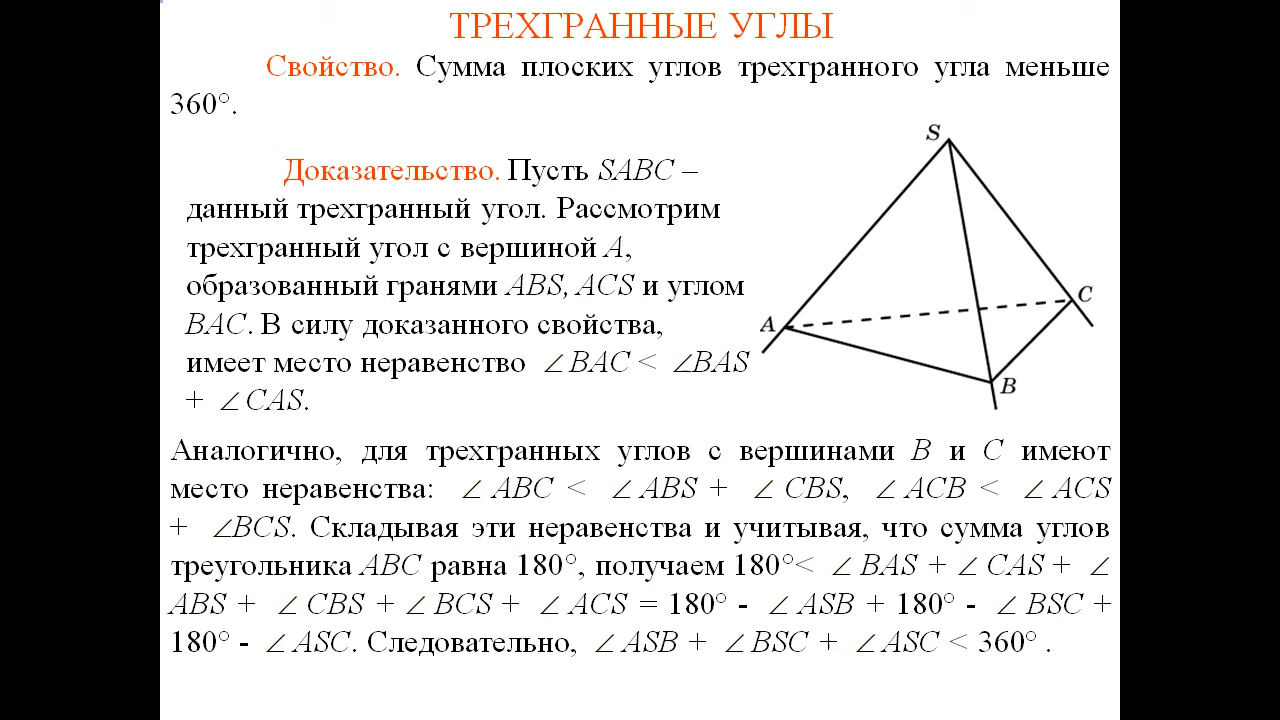 ТРЕХГРАННЫЕ УГЛЫ
Свойство. Сумма плоских углов трехгранного угла меньше
360°.
Доказательство. Пусть SABC –
данный трехгранный угол. Рассмотрим
трехгранный угол с вершиной A,
образованный гранями ABS, ACS и углом
BAC. В силу доказанного свойства,
имеет место неравенство ∠ BAC < ∠BAS
+ ∠ CAS.
S
A
C
B
Аналогично, для трехгранных углов с вершинами B и C имеют
место неравенства: ∠ ABC < ∠ ABS + ∠ CBS, ∠ ACB < ∠ ACS
+ ∠BCS. Складывая эти неравенства и учитывая, что сумма углов
треугольника ABC равна 180°, получаем 180°< ∠ BAS + ∠ CAS + ∠
ABS + ∠ CBS + ∠ BCS + ∠ ACS = 180° - ∠ ASB + 180° - ∠ BSC +
180° - ∠ ASC. Следовательно, ∠ ASB + ∠ BSC + ∠ ASC < 360° .